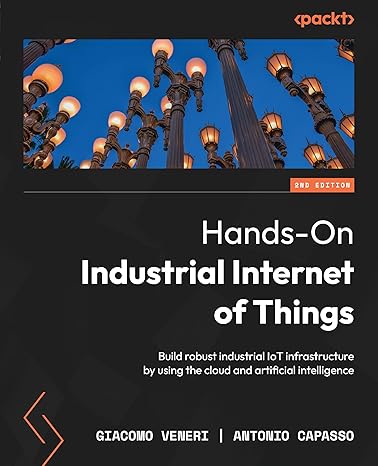 <packt>
2ND EDITION
Hands-On
Industrial Internet
of Things
Build robust industrial IoT infrastructure
by using the cloud and artificial intelligence
GIACOMO VENERI | ANTONIO CAPASSO